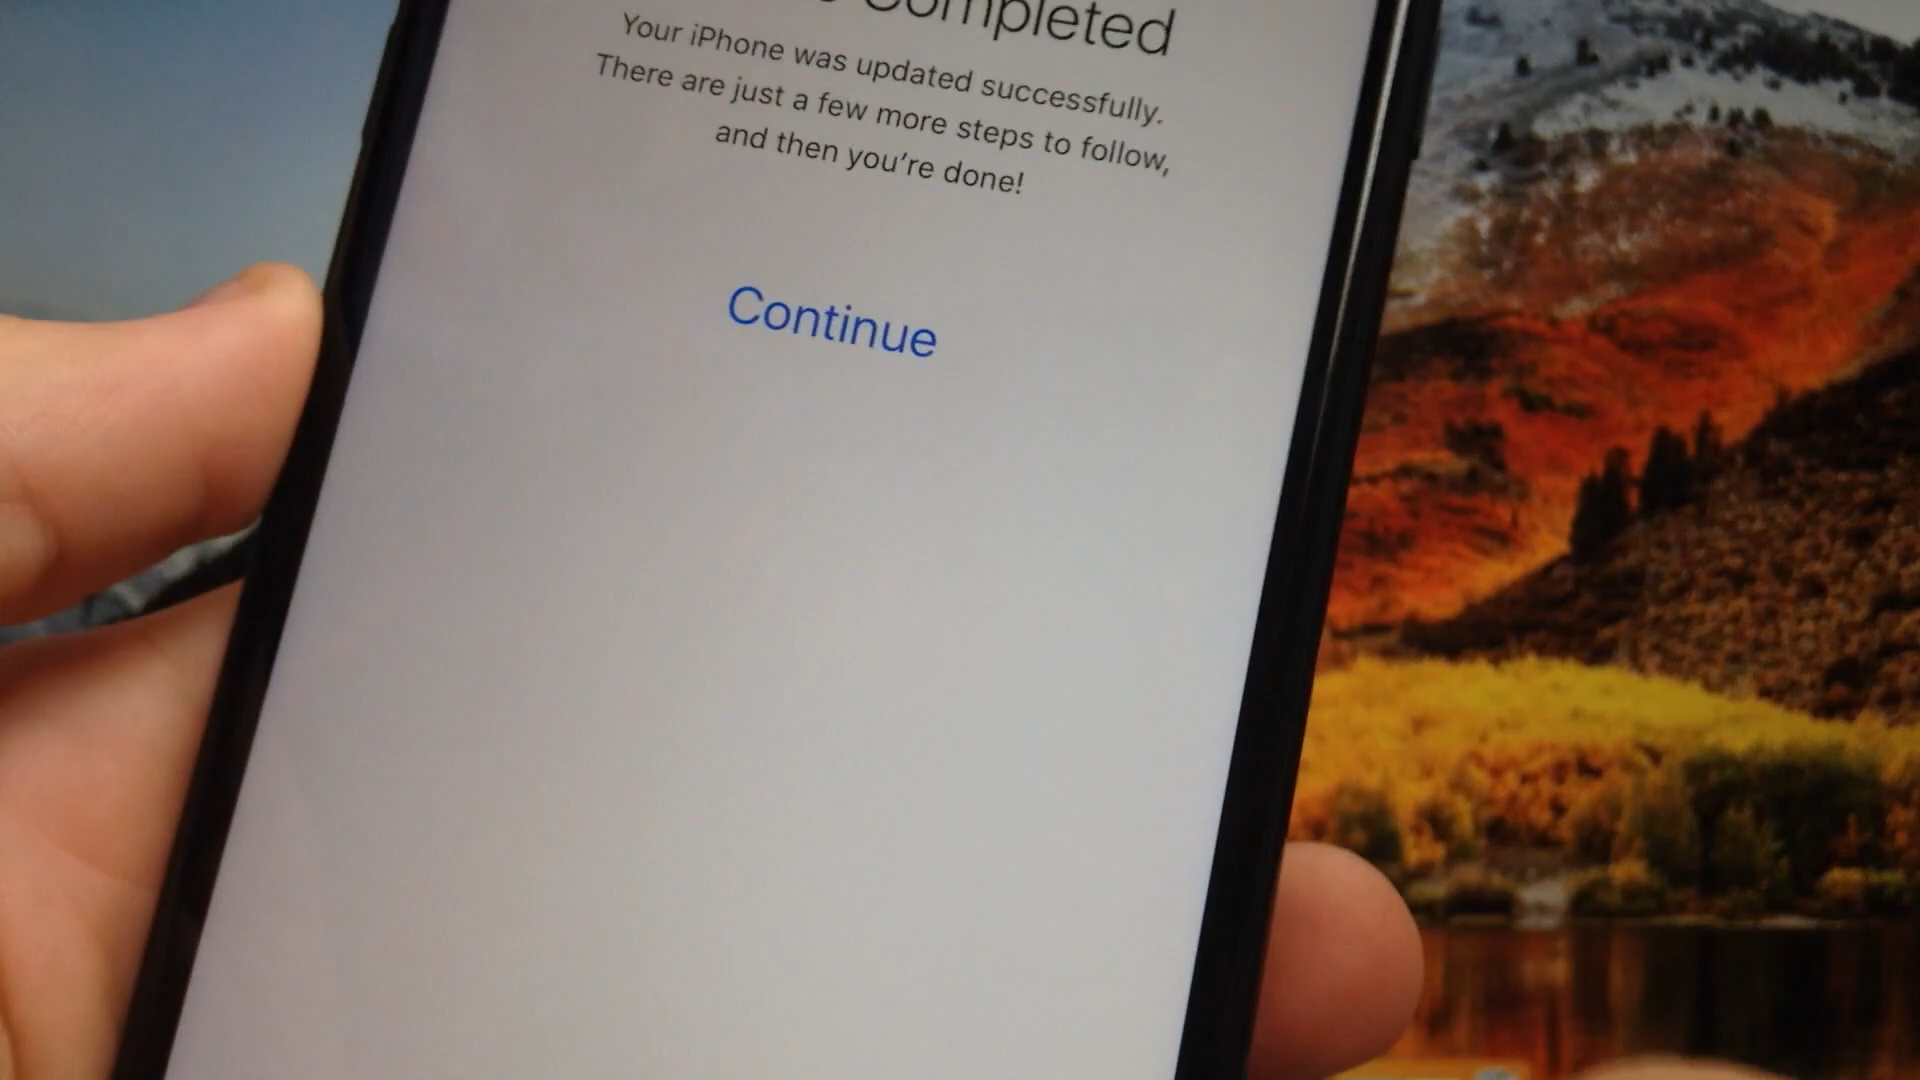 Completed
Your iPhone was updated successfully.
There are just a few more steps to follow,
and then you’re done!
Continue